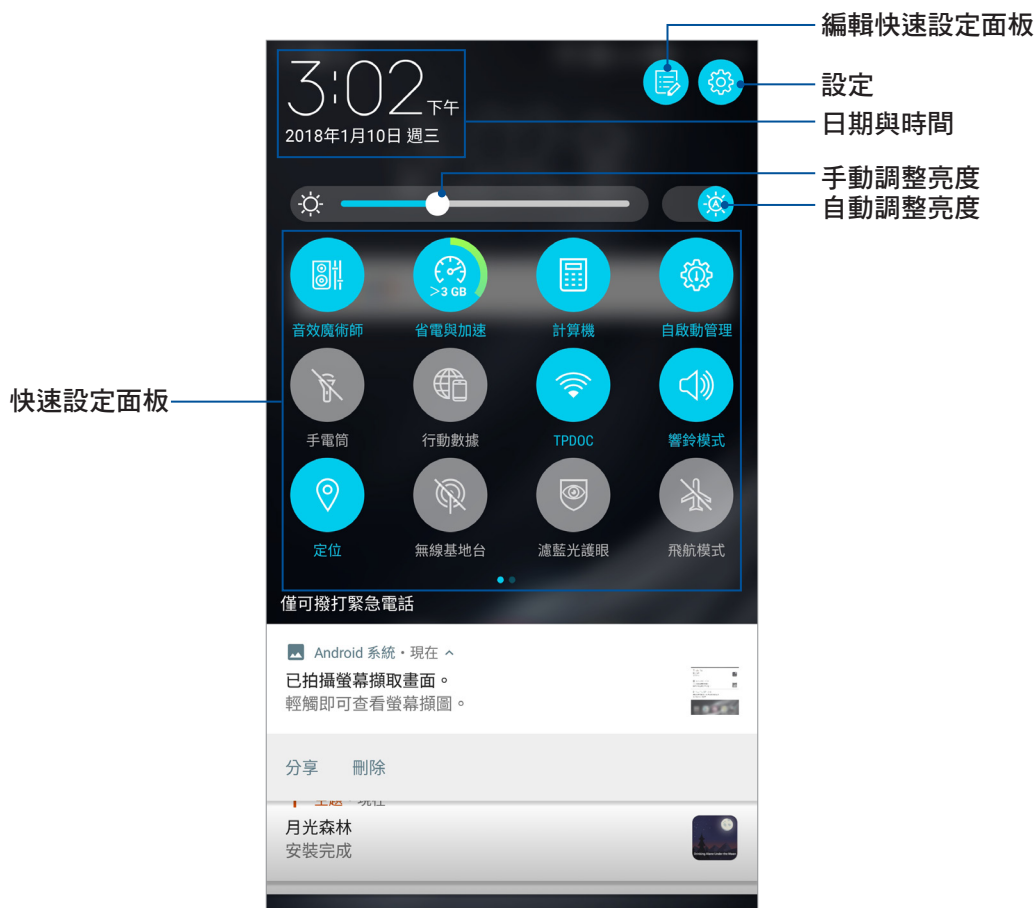 編輯快速設定面板
設定
日期與時間
手動調整亮度
自動調整亮度
快速設定面板
3:02下午
2018年1月10日 週三
>3 GB
音效魔術師 省電與加速 計算機 自啟動管理
手電筒 行動數據 TPDOC 響鈴模式
定位 無線基地台 濾藍光護眼 飛航模式
僅可撥打緊急電話
Android 系統・現在
已拍攝螢幕擷取畫面。
輕觸即可查看螢幕擷圖。
分享 刪除
主題・現在
月光森林
安裝完成